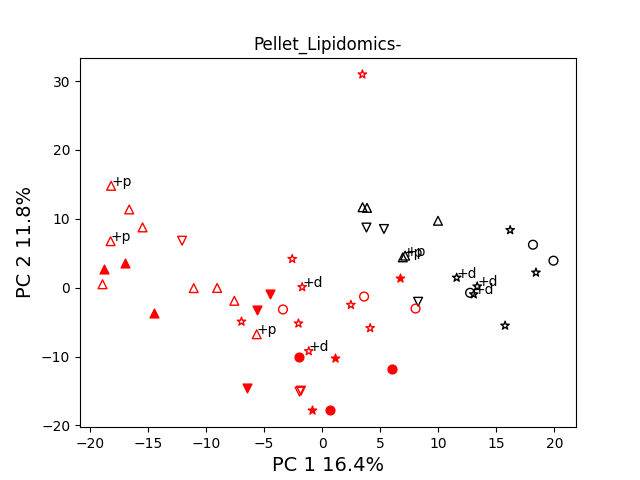 Pellet_Lipidomics-
30
20
10
0
−10
−20
PC 2 11.8%
+p
+p
+p
+d
+d
+p
+p
+d
+d
+d
−20
−15
−10
−5
0
5
10
15
20
PC 1 16.4%